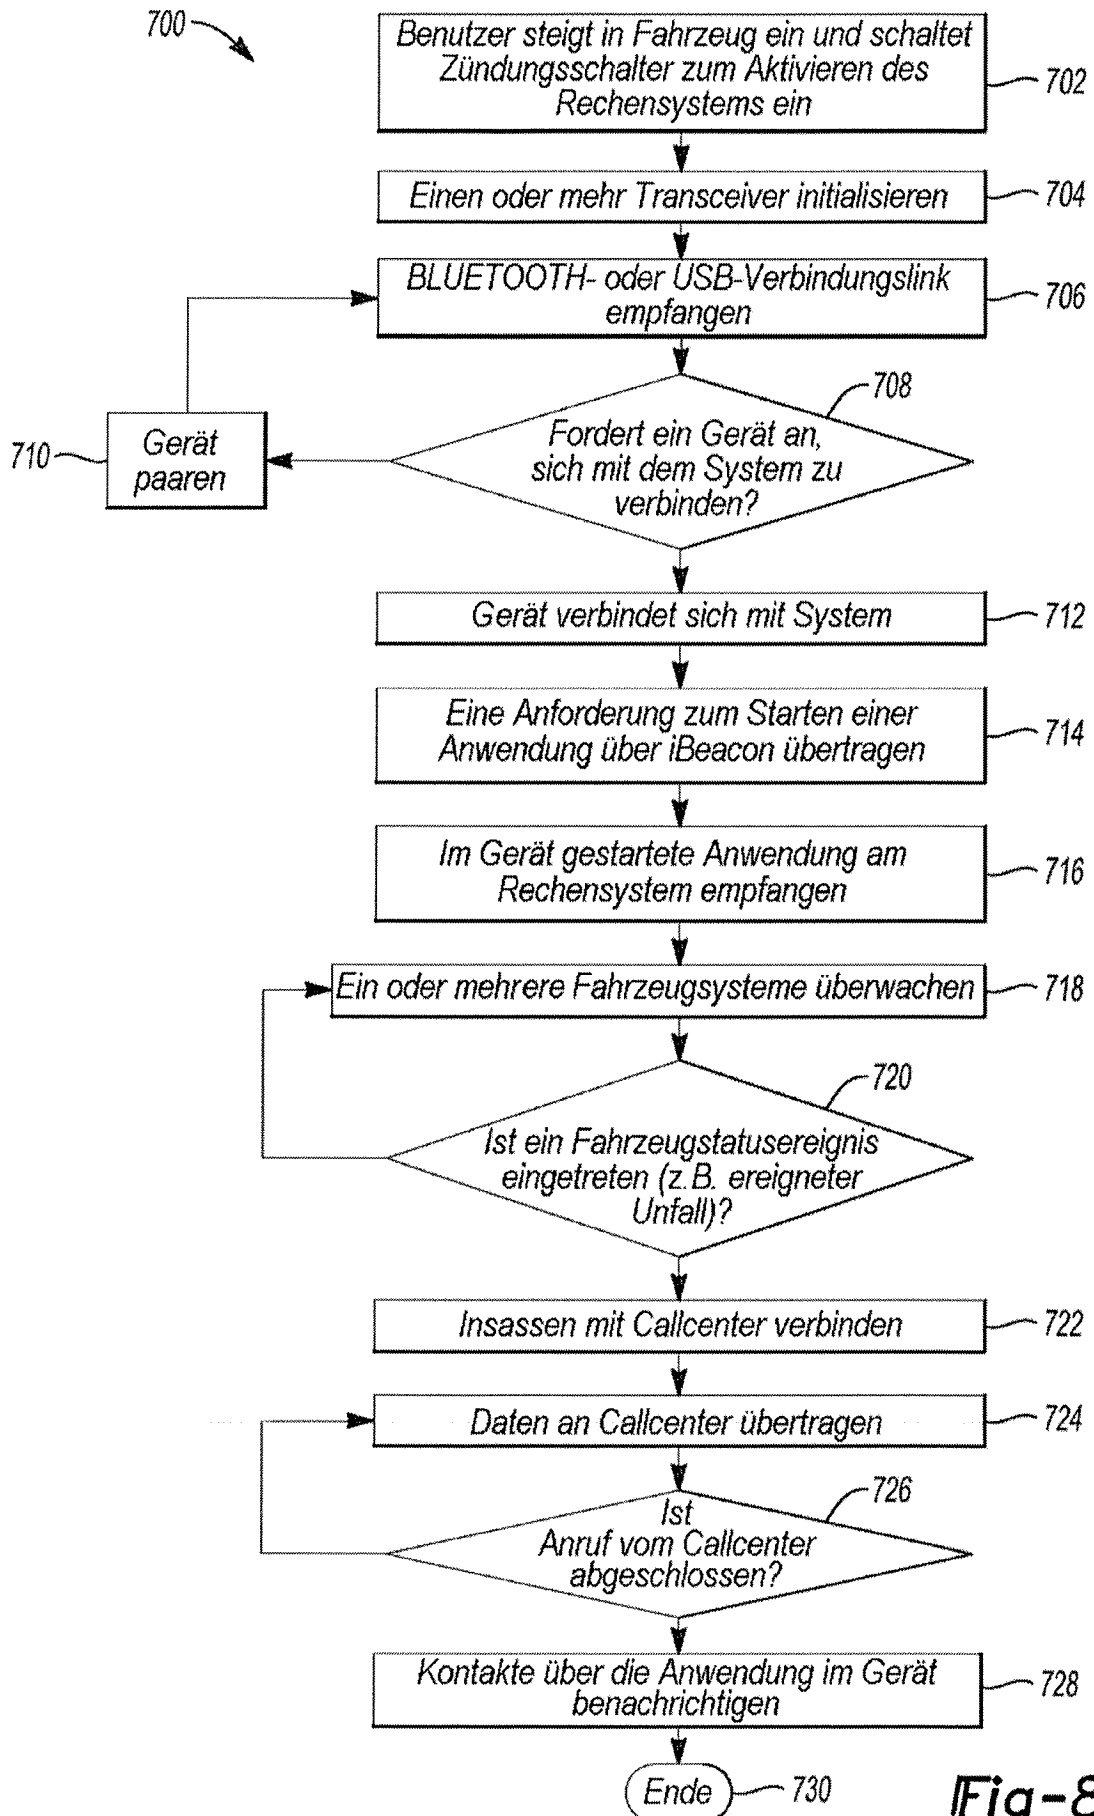 700
Benutzer steigt in Fahrzeug ein und schaltet
Zündungsschalter zum Aktivieren des
Rechensystems ein
702
Einen oder mehr Transceiver initialisieren
704
BLUETOOTH- oder USB-Verbindungslink
empfangen
706
708
Fordert ein Gerät an,
sich mit dem System zu
verbinden?
710
Gerät
paaren
Gerät verbindet sich mit System
712
Eine Anforderung zum Starten einer
Anwendung über iBeacon übertragen
714
Im Gerät gestartete Anwendung am
Rechensystem empfangen
716
Ein oder mehrere Fahrzeugsysteme überwachen
718
720
Ist ein Fahrzeugstatusereignis
eingetreten (z.B. ereigneter
Unfall)?
Insassen mit Callcenter verbinden
722
Daten an Callcenter übertragen
724
726
Ist
Anruf vom Callcenter
abgeschlossen?
Kontakte über die Anwendung im Gerät
benachrichtigen
728
Ende
730
Fig-8